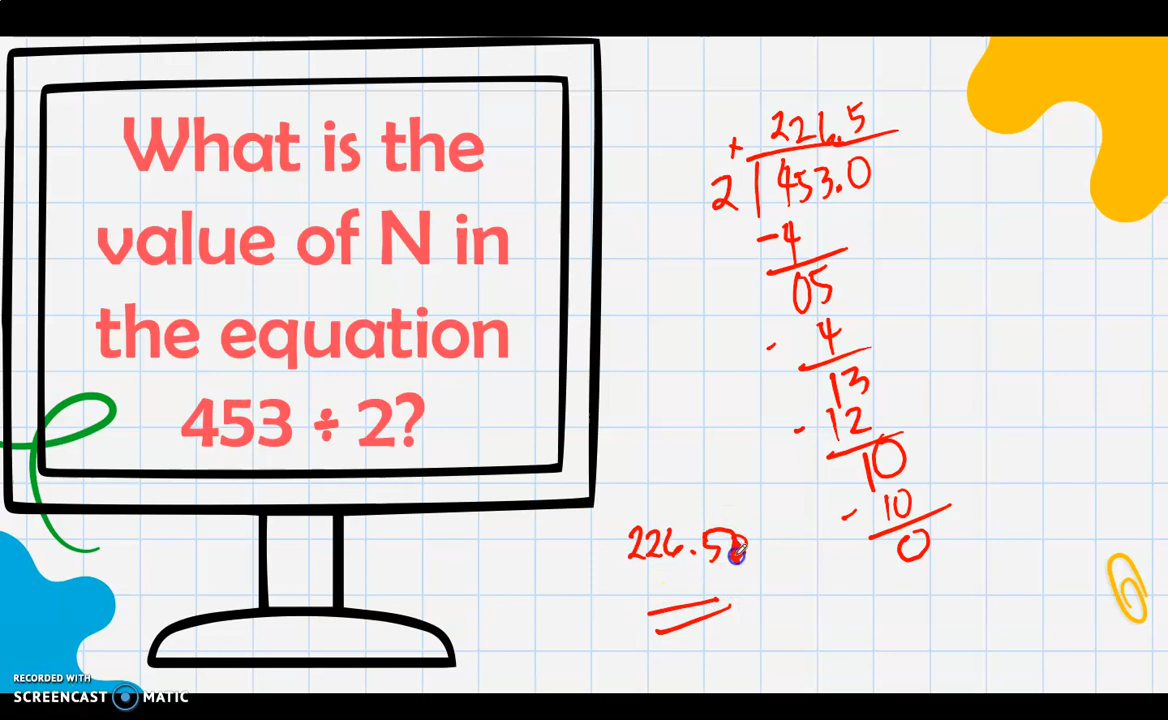 What is the
value of N in
the equation
453 ÷ 2?
226.5
2 453.0
-4
05
- 4
13
- 12
10
- 10
0
226.5
RECORDED WITH
SCREENCAST MATIC